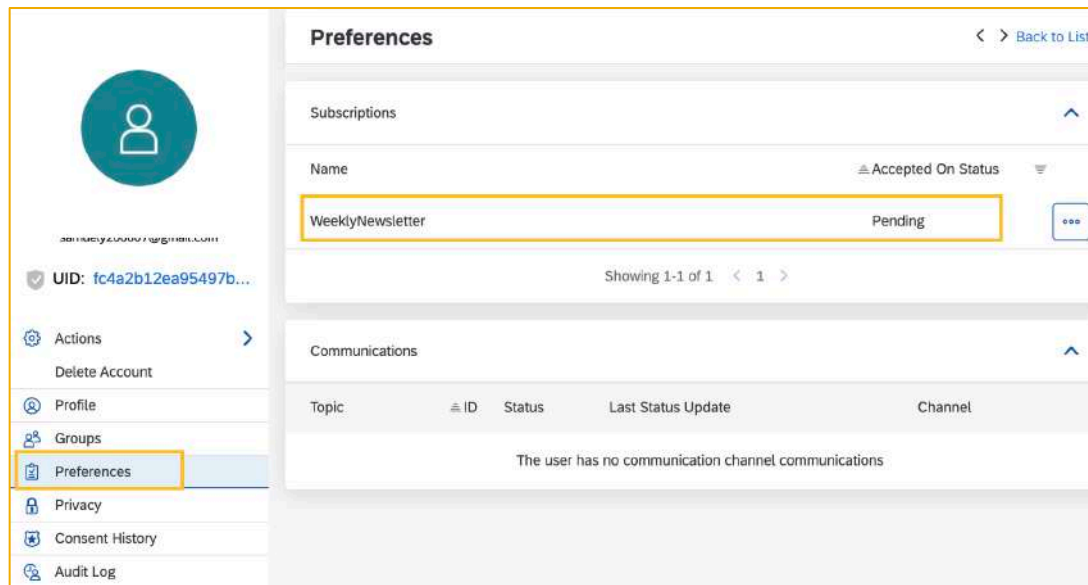 Preferences
Back to List
Subscriptions
Name Accepted On Status
WeeklyNewsletter Pending
Showing 1-1 of 1 < 1 >
Communications
Topic ID Status Last Status Update Channel
The user has no communication channel communications
UID: fc4a2b12ea95497b...
Actions
Delete Account
Profile
Groups
Preferences
Privacy
Consent History
Audit Log